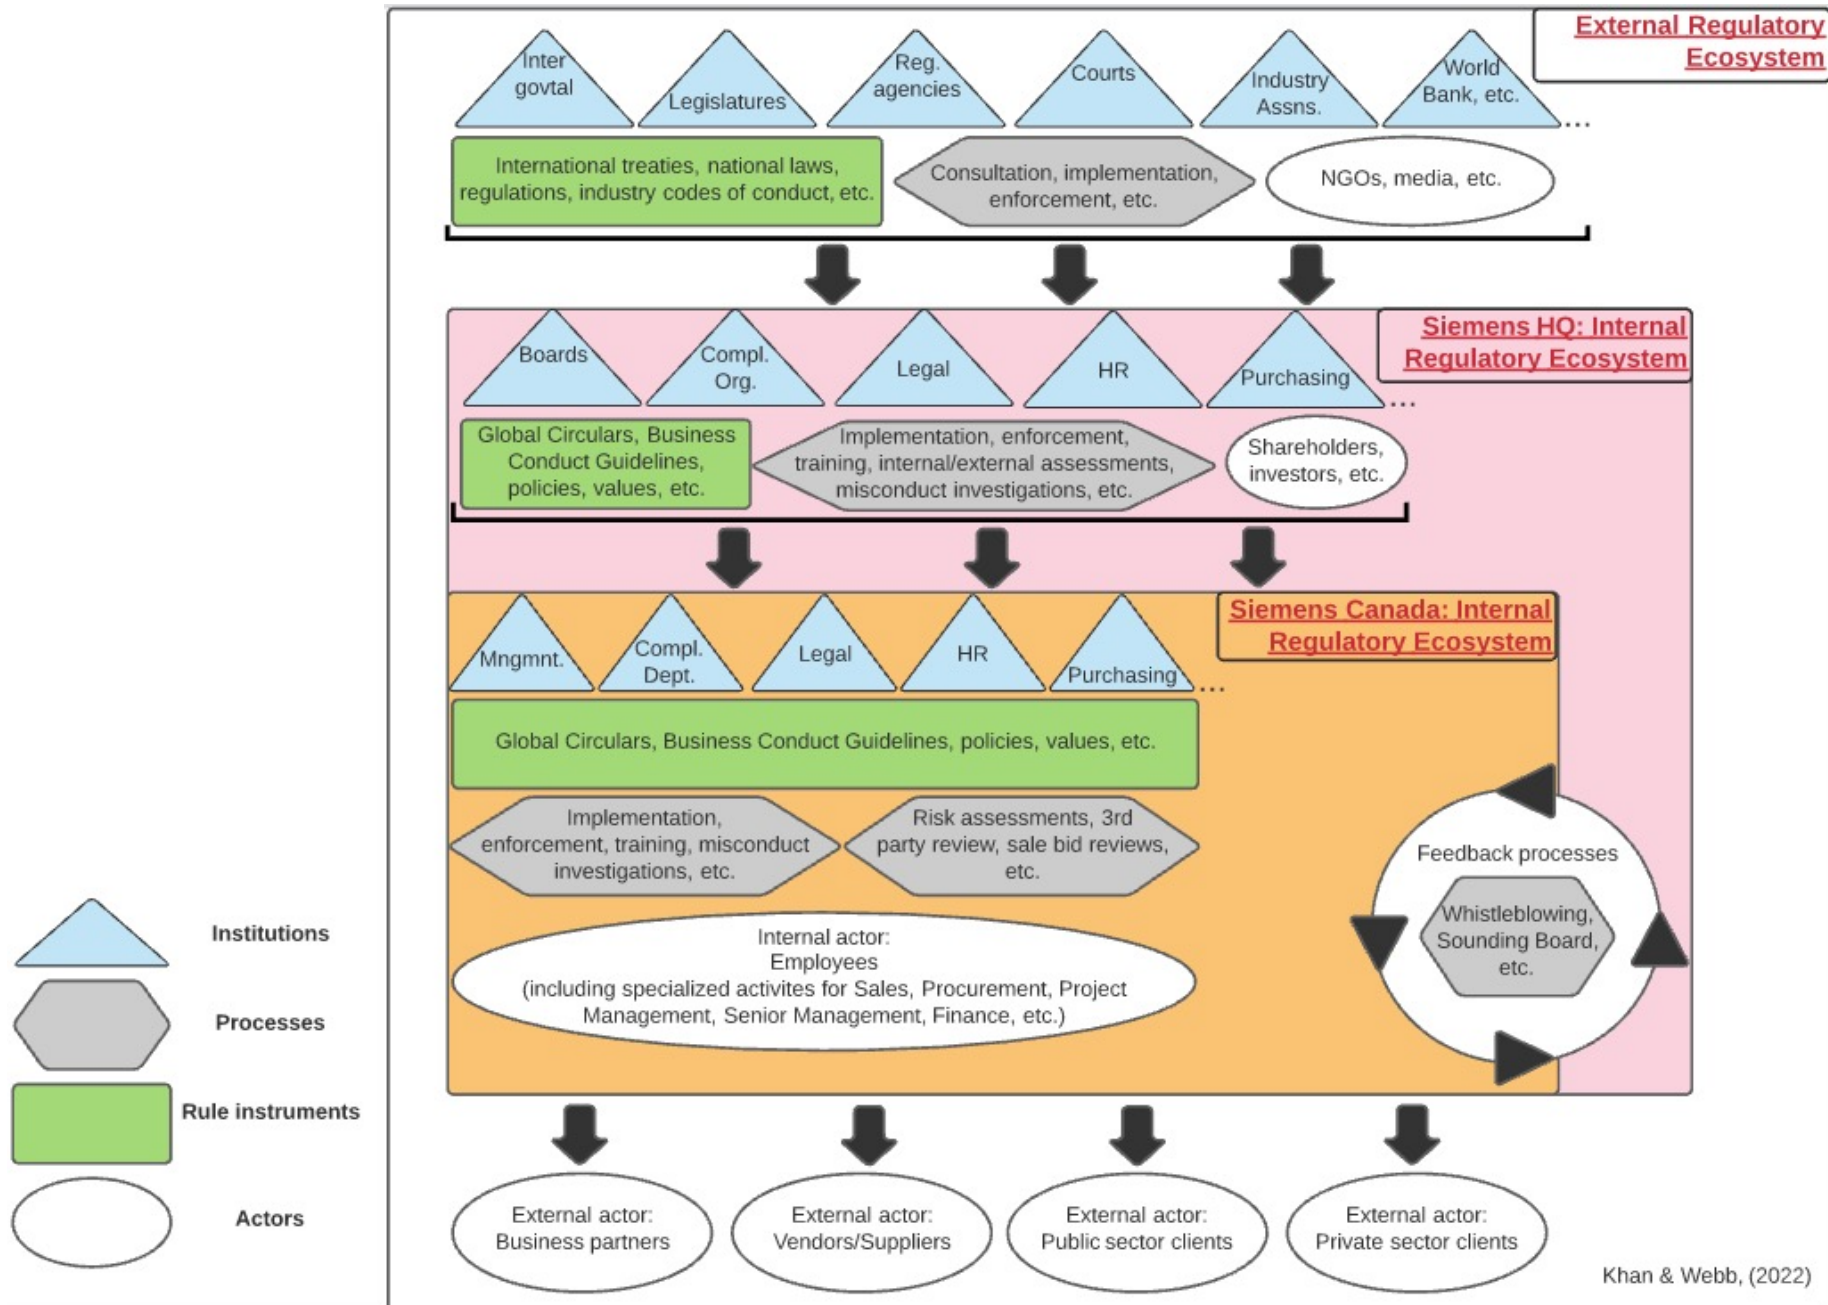 External Regulatory
Ecosystem
Inter
govtal
Legislatures
Reg.
agencies
Courts
Industry
Assns.
World
Bank, etc.
...
International treaties, national laws,
regulations, industry codes of conduct, etc.
Consultation, implementation,
enforcement, etc.
NGOs, media, etc.
Siemens HQ: Internal
Regulatory Ecosystem
Boards
Compl.
Org.
Legal
HR
Purchasing
...
Global Circulars, Business
Conduct Guidelines,
policies, values, etc.
Implementation, enforcement,
training, internal/external assessments,
misconduct investigations, etc.
Shareholders,
investors, etc.
Siemens Canada: Internal
Regulatory Ecosystem
Mngmnt.
Compl.
Dept.
Legal
HR
Purchasing
...
Global Circulars, Business Conduct Guidelines, policies, values, etc.
Implementation,
enforcement, training, misconduct
investigations, etc.
Risk assessments, 3rd
party review, sale bid reviews,
etc.
Internal actor:
Employees
(including specialized activites for Sales, Procurement, Project
Management, Senior Management, Finance, etc.)
Feedback processes
Whistleblowing,
Sounding Board,
etc.
External actor:
Business partners
External actor:
Vendors/Suppliers
External actor:
Public sector clients
External actor:
Private sector clients
Institutions
Processes
Rule instruments
Actors
Khan & Webb, (2022)